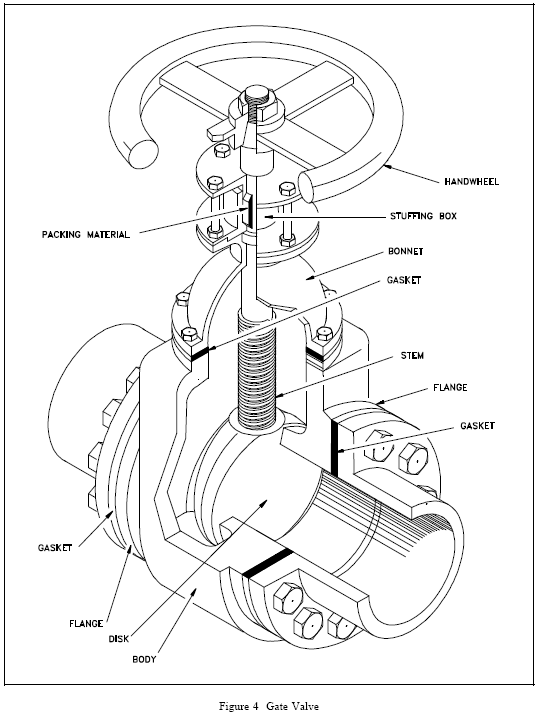 HANDWHEEL
STUFFING BOX
PACKING MATERIAL
BONNET
GASKET
STEM
FLANGE
GASKET
GASKET
FLANGE
DISK
BODY
Figure 4 Gate Valve